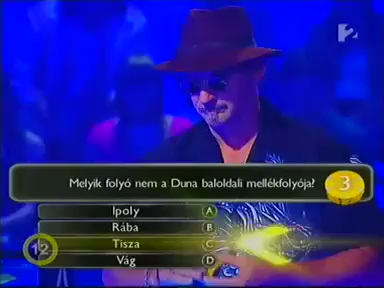 2
Melyik folyó nem a Duna baloldali mellékfolyója? 3
Ipoly A
Rába B
Tisza C
Vág D
12